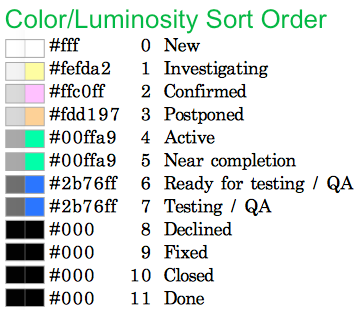 Color/Luminosity Sort Order
#fff 0 New
#fefda2 1 Investigating
#ffc0ff 2 Confirmed
#fdd197 3 Postponed
#00ffa9 4 Active
#00ffa9 5 Near completion
#2b76ff 6 Ready for testing / QA
#2b76ff 7 Testing / QA
#000 8 Declined
#000 9 Fixed
#000 10 Closed
#000 11 Done